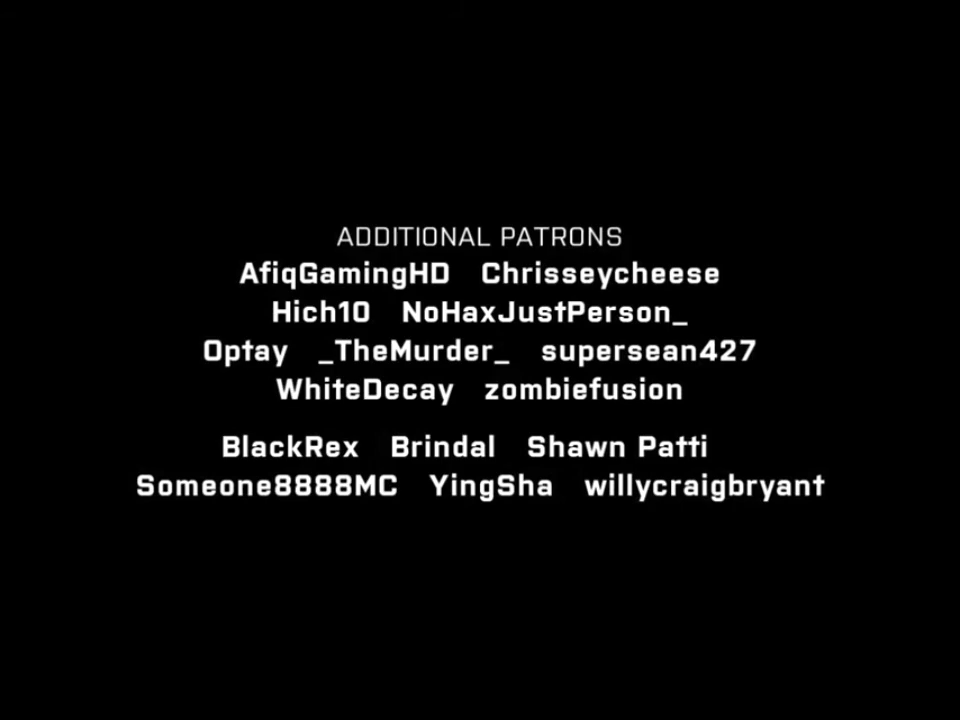 ADDITIONAL PATRONS
AfiqGamingHD Chrisseycheese
Hich10 NoHaxJustPerson_
Optay _TheMurder_ supersean427
WhiteDecay zombiefusion
BlackRex Brindal Shawn Patti
Someone8888MC YingSha willycraigbryant